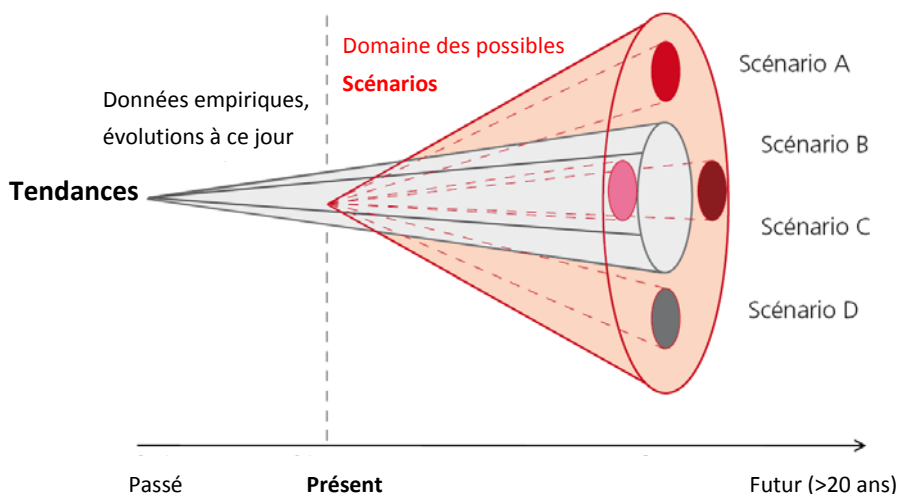 Domaine des possibles
Scénarios
Données empiriques,
évolutions à ce jour
Tendances
Scénario A
Scénario B
Scénario C
Scénario D
Passé
Présent
Futur (>20 ans)